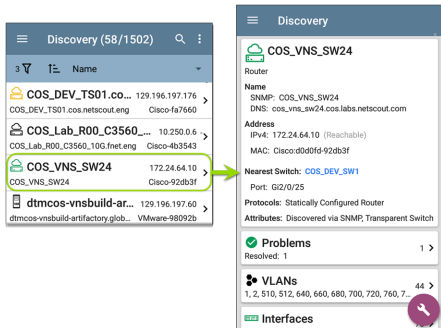 Discovery (58/1502)
3 Name
COS_DEV_TS01.co... 129.196.197.176
COS_DEV_TS01.cos.netscout.eng Cisco-fa7660
COS_Lab_R00_C3560_... 10.250.0.6
COS_Lab_R00_C3560_10G.fnet.eng Cisco-4b3543
COS_VNS_SW24 172.24.64.10
COS_VNS_SW24 Cisco-92db3f
dtmcos-vnsbuild-ar... 129.196.197.60
dtmcos-vnsbuild-artifactory.glob... VMware-98092b
Discovery
COS_VNS_SW24
Router
Name
SNMP: COS_VNS_SW24
DNS: cos_vns_sw24.cos.labs.netscout.com
Address
IPv4: 172.24.64.10 (Reachable)
MAC: Cisco:d0d0fd-92db3f
Nearest Switch: COS_DEV_SW1
Port: Gi2/0/25
Protocols: Statically Configured Router
Attributes: Discovered via SNMP, Transparent Switch
Problems 1
Resolved: 1
VLANs 44
1, 2, 510, 512, 640, 660, 680, 700, 720, 760, 7...
Interfaces